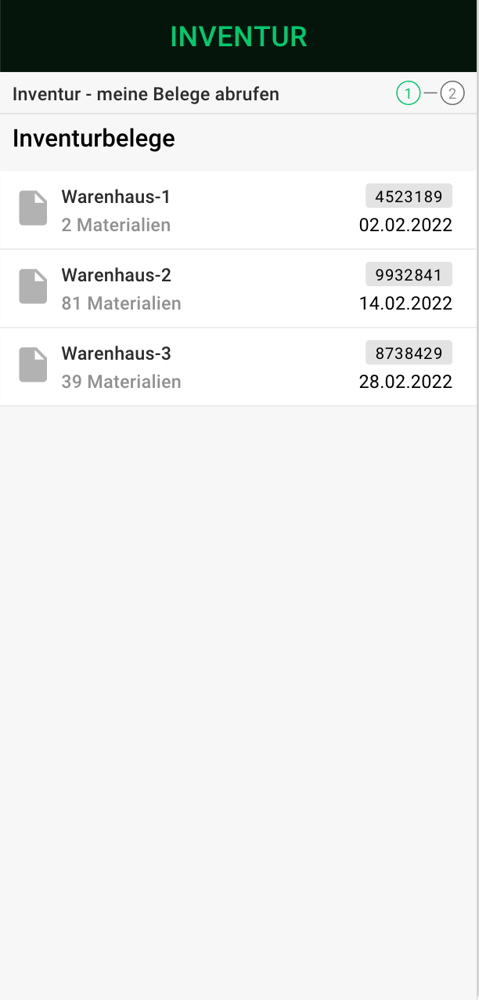 INVENTUR
Inventur - meine Belege abrufen 1 2
Inventurbelege
Warenhaus-1 4523189
2 Materialien 02.02.2022
Warenhaus-2 9932841
81 Materialien 14.02.2022
Warenhaus-3 8738429
39 Materialien 28.02.2022